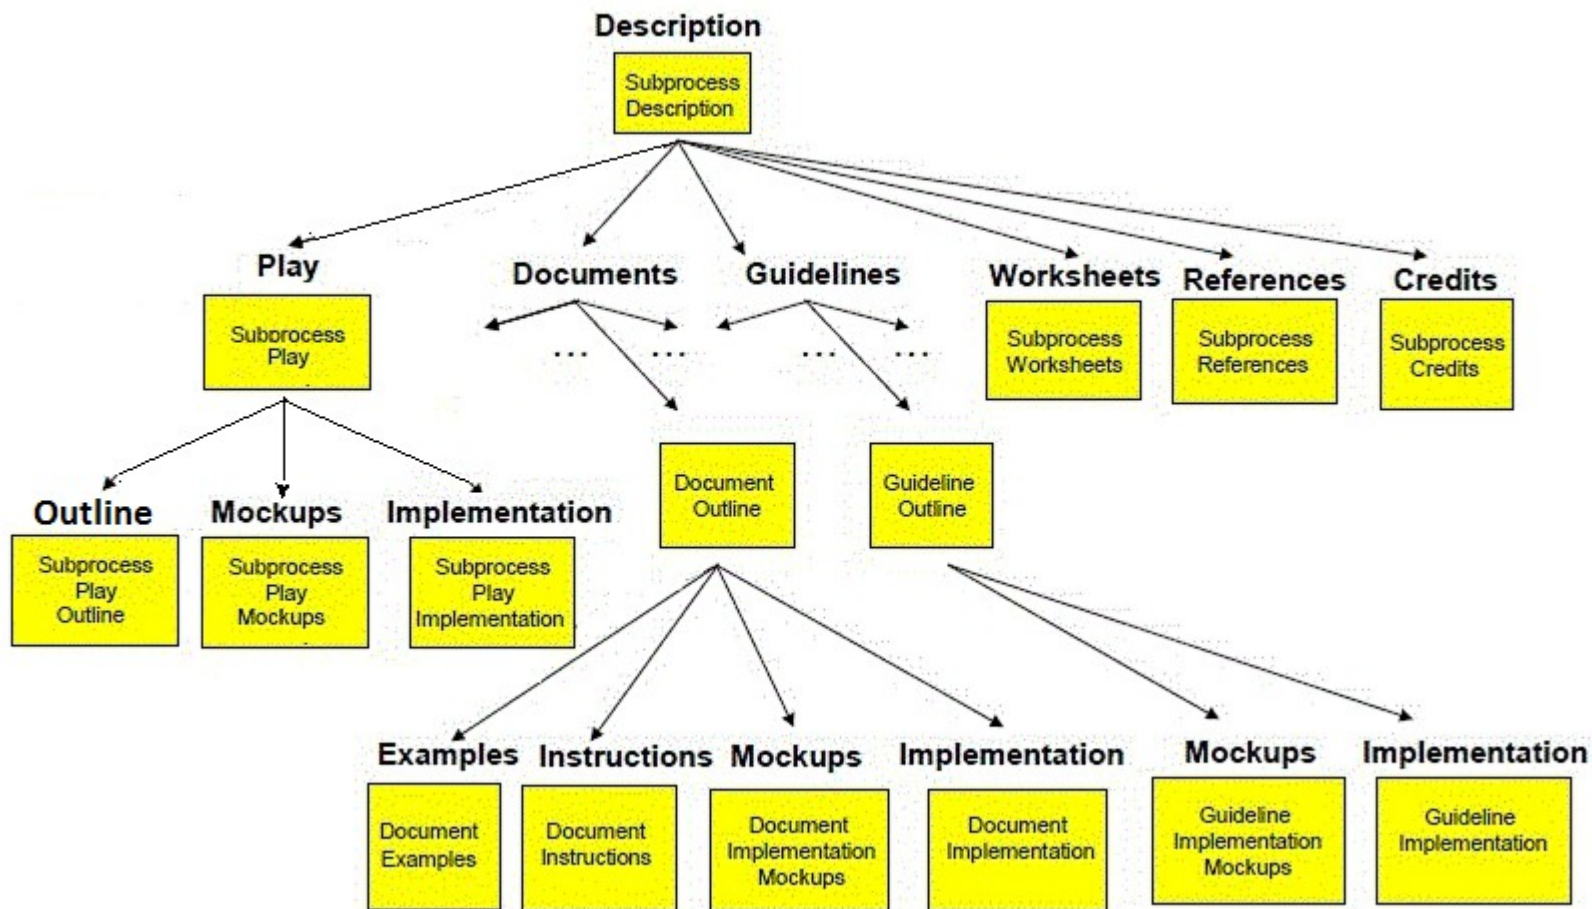 Description
Subprocess
Description
Play
Documents
Guidelines
Worksheets
References
Credits
Subprocess
Play
... ... ... ...
Subprocess
Worksheets
Subprocess
References
Subprocess
Credits
Document
Outline
Guideline
Outline
Outline
Mockups
Implementation
Subprocess
Play
Outline
Subprocess
Play
Mockups
Subprocess
Play
Implementation
Examples
Instructions
Mockups
Implementation
Mockups
Implementation
Document
Examples
Document
Instructions
Document
Implementation
Mockups
Document
Implementation
Guideline
Implementation
Mockups
Guideline
Implementation